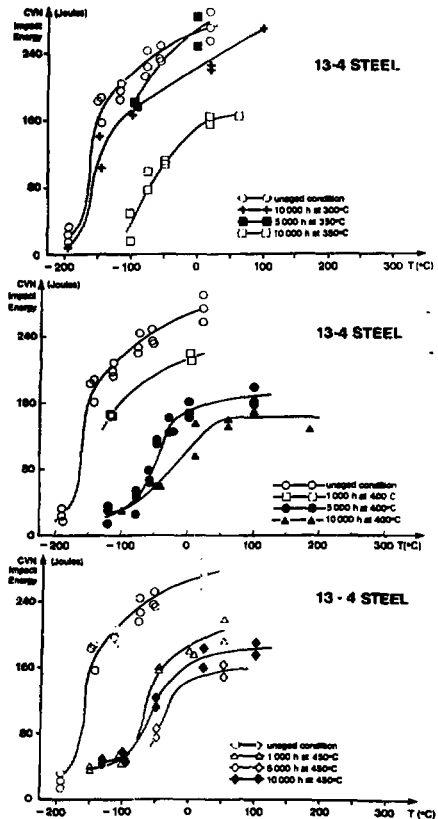 CVN (Joules)
Impact
Energy
13-4 STEEL
240
160
80
0
unaged condition
10 000 h at 300°C
5 000 h at 350°C
10 000 h at 350°C
-200 -100 0 100 200 300 T (°C)
CVN (Joules)
Impact
Energy
13-4 STEEL
240
160
80
0
unaged condition
1 000 h at 400°C
5 000 h at 400°C
10 000 h at 400°C
-200 -100 0 100 200 300 T(°C)
CVN (Joules)
Impact
Energy
13 - 4 STEEL
240
160
80
0
unaged condition
1 000 h at 450°C
5 000 h at 450°C
10 000 h at 450°C
-200 -100 0 100 200 300 T (°C)